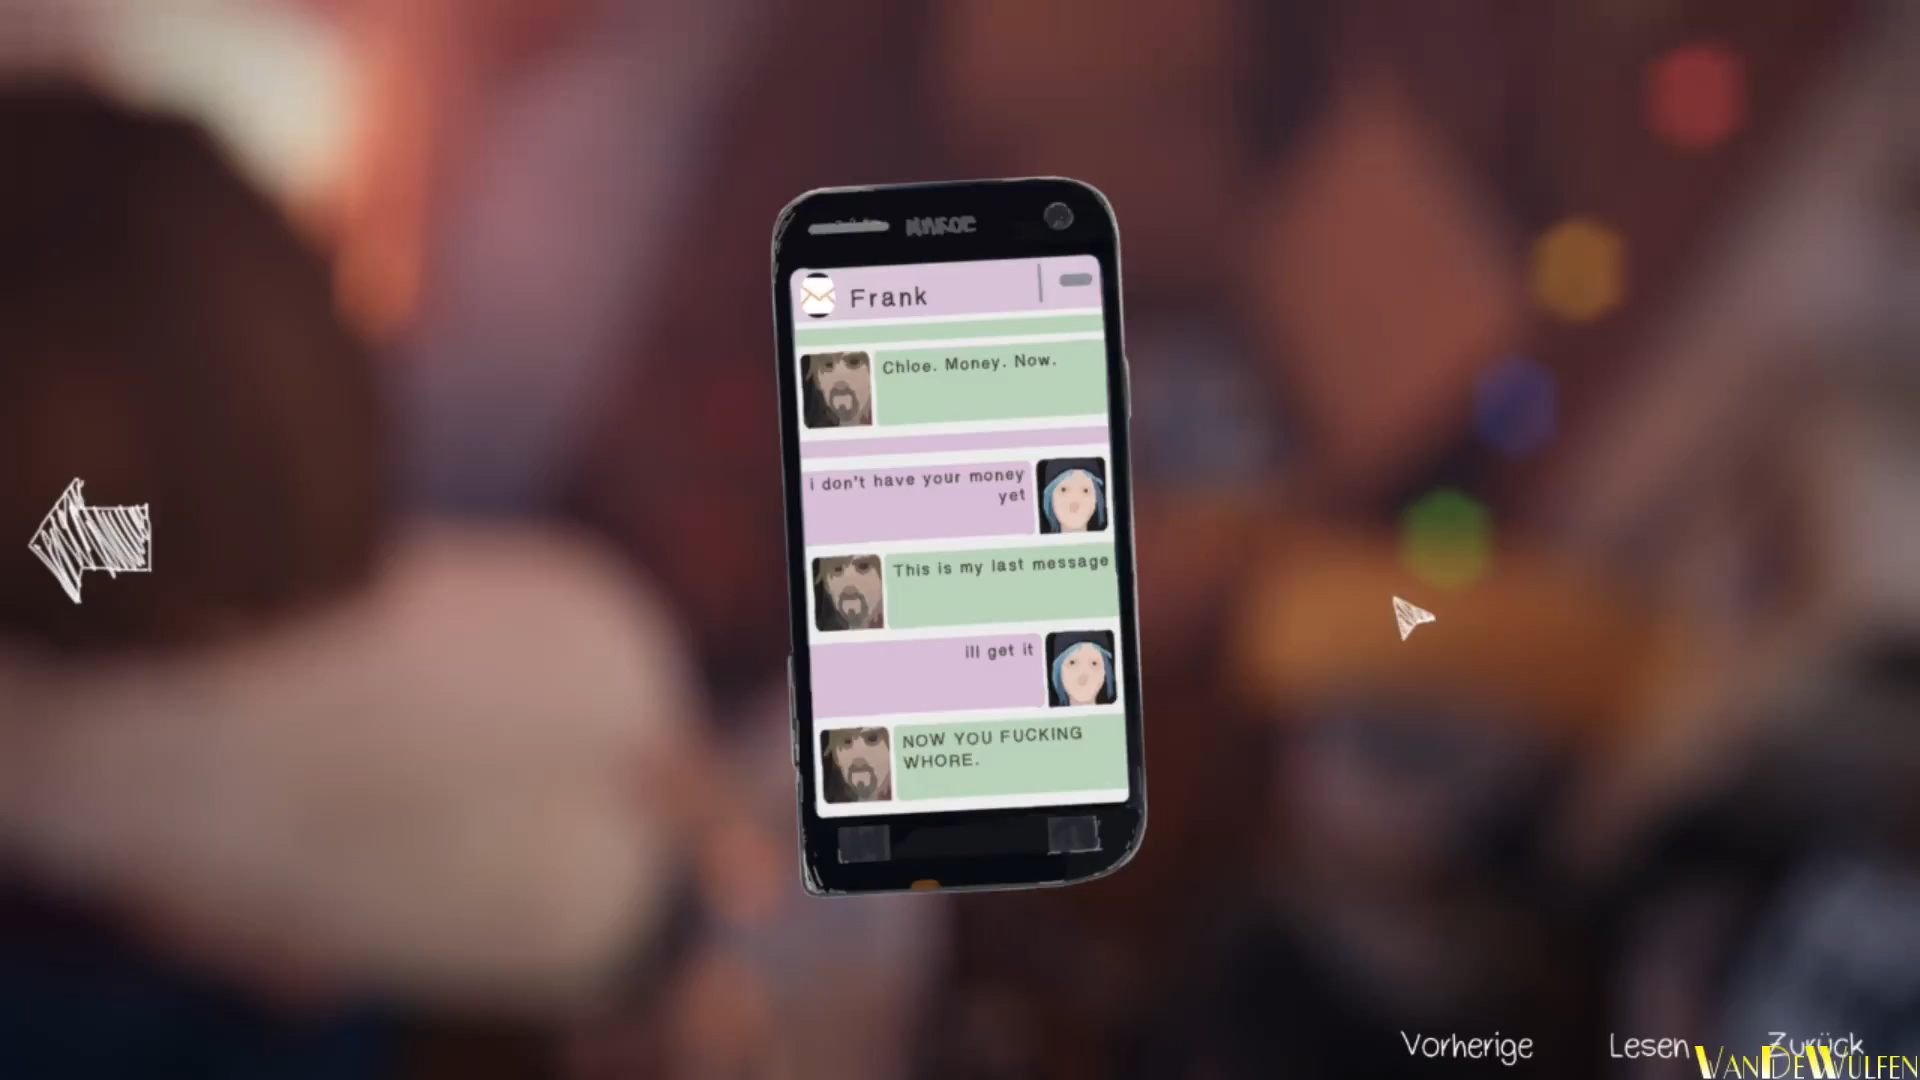 Frank
Chloe. Money. Now.
i don't have your money
yet
This is my last message
ill get it
NOW YOU FUCKING
WHORE.
Vorherige
Lesen
Zurück
VANDEWULFEN